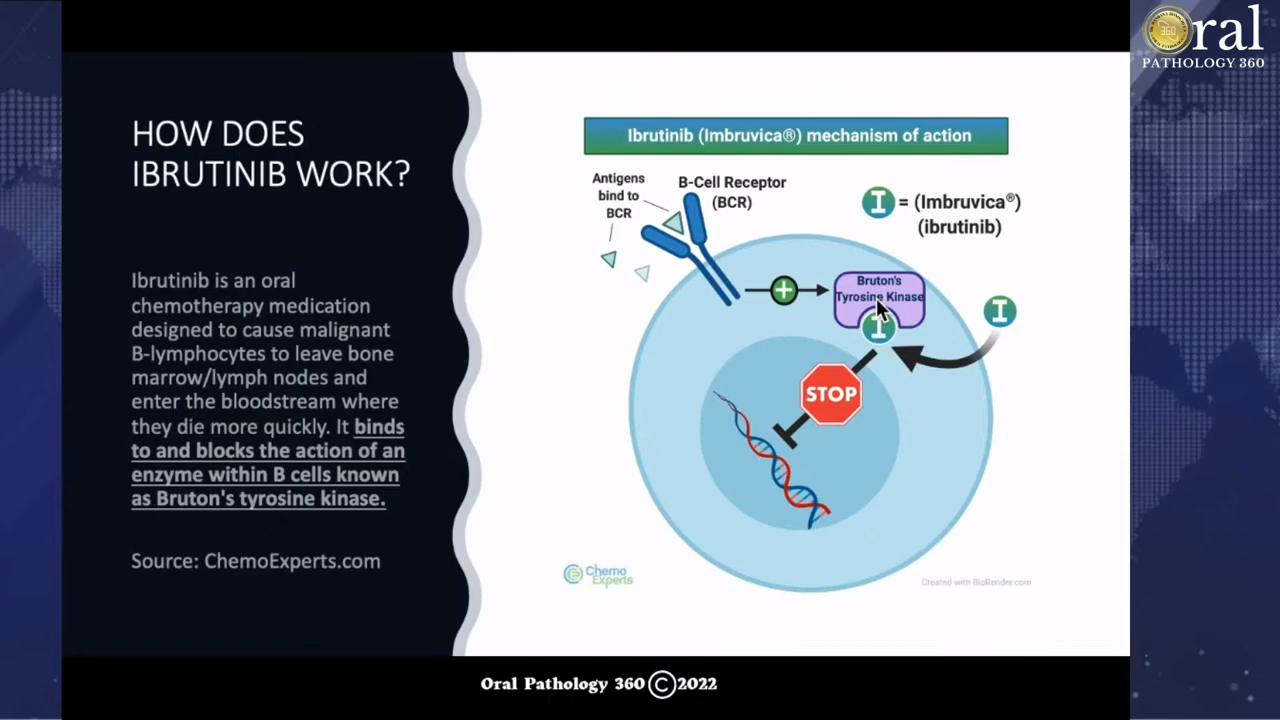 Oral
PATHOLOGY 360
HOW DOES
IBRUTINIB WORK?
Ibrutinib is an oral
chemotherapy medication
designed to cause malignant
B-lymphocytes to leave bone
marrow/lymph nodes and
enter the bloodstream where
they die more quickly. It binds
to and blocks the action of an
enzyme within B cells known
as Bruton's tyrosine kinase.
Source: ChemoExperts.com
Ibrutinib (Imbruvica®) mechanism of action
Antigens
bind to
BCR
B-Cell Receptor
(BCR)
I = (Imbruvica®)
(ibrutinib)
Bruton's
Tyrosine Kinase
I
I
STOP
Chemo
Experts
Created with BioRender.com
Oral Pathology 360©2022